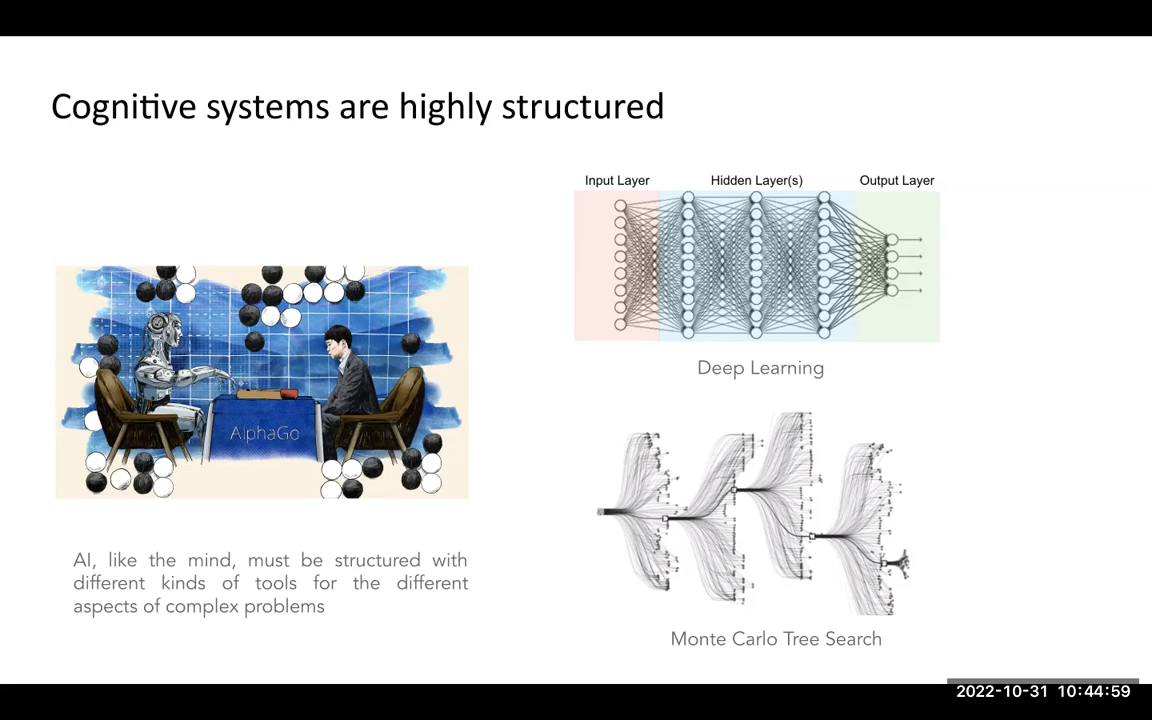 Cognitive systems are highly structured
Input Layer
Hidden Layer(s)
Output Layer
Deep Learning
AlphaGo
AI, like the mind, must be structured with
different kinds of tools for the different
aspects of complex problems
Monte Carlo Tree Search
2022-10-31 10:44:59